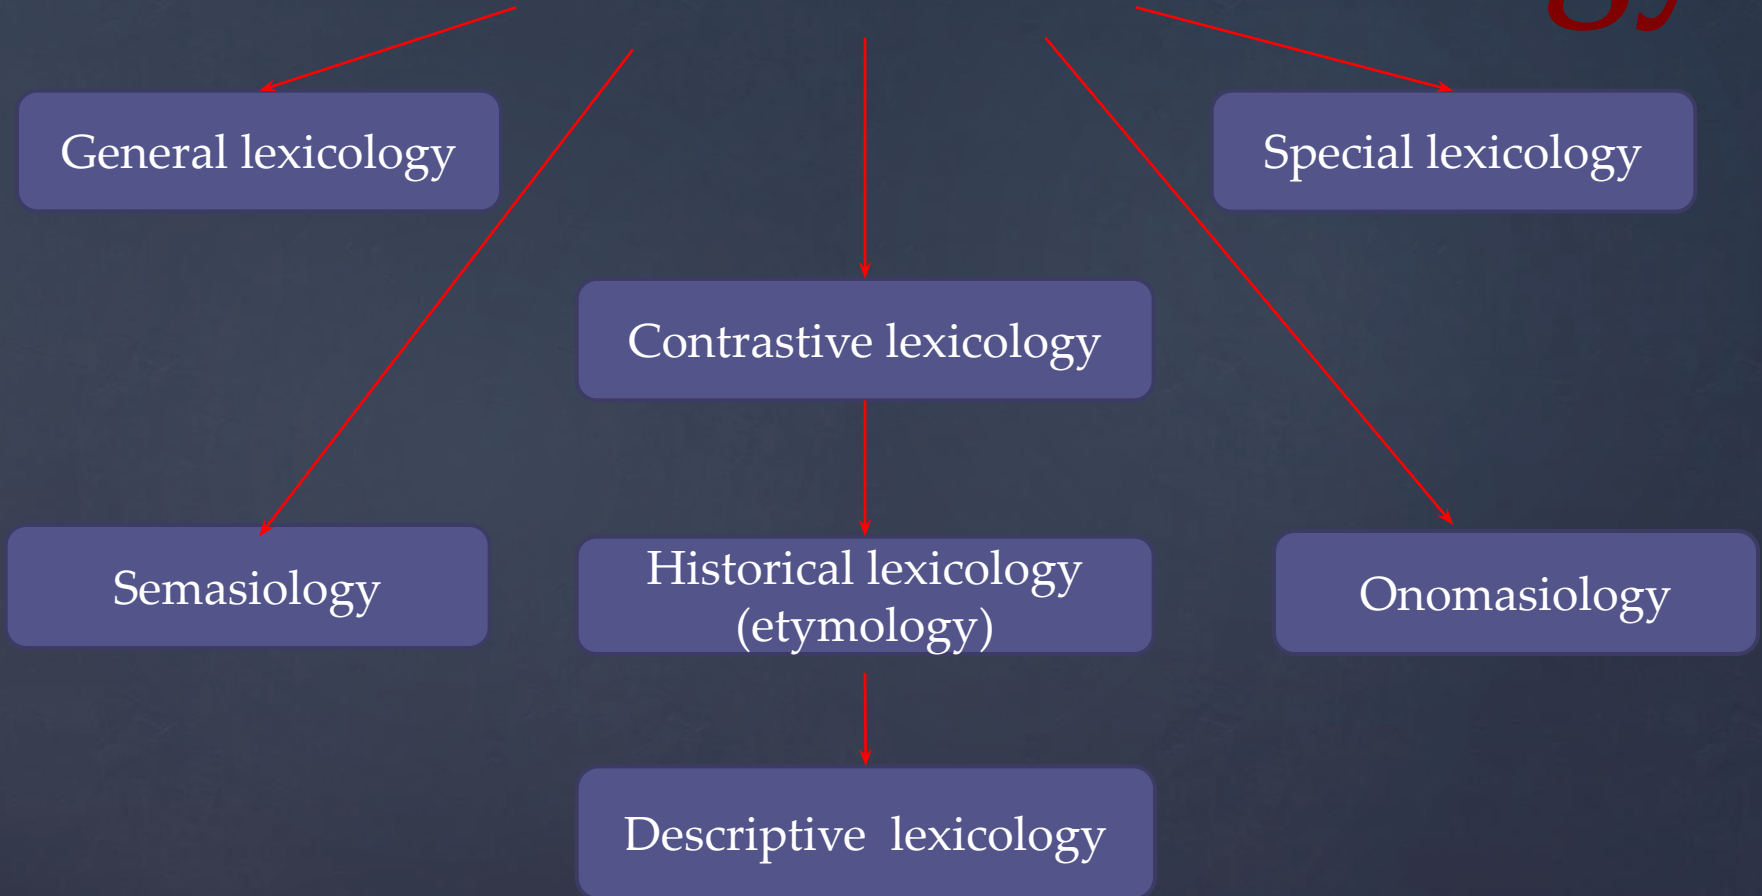 General lexicology
Special lexicology
Contrastive lexicology
Semasiology
Historical lexicology
(etymology)
Onomasiology
Descriptive lexicology